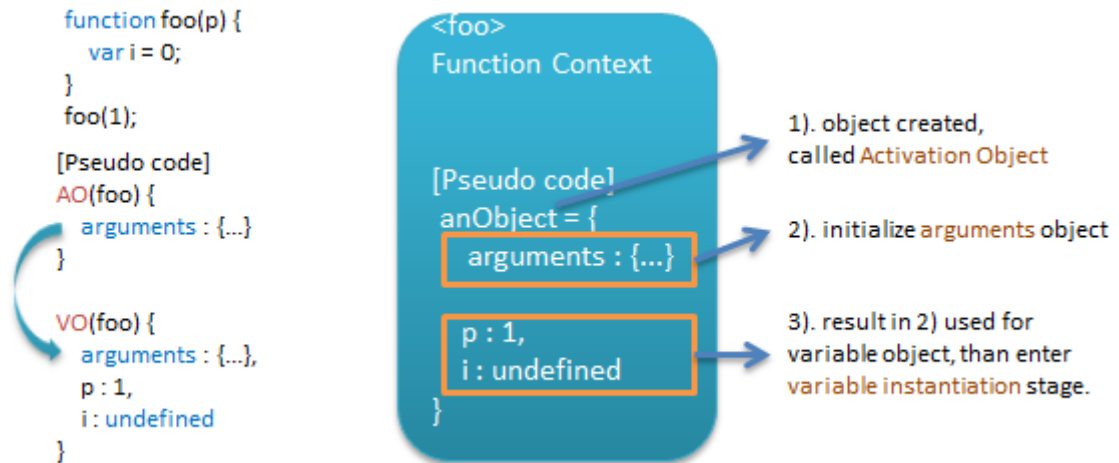 function foo(p) {
var i = 0;
}
foo(1);
[Pseudo code]
AO(foo) {
arguments : {...}
}
VO(foo) {
arguments : {...},
p : 1,
i : undefined
}
<foo>
Function Context
[Pseudo code]
anObject = {
arguments : {...}
p : 1,
i : undefined
}
1). object created,
called Activation Object
2). initialize arguments object
3). result in 2) used for
variable object, than enter
variable instantiation stage.